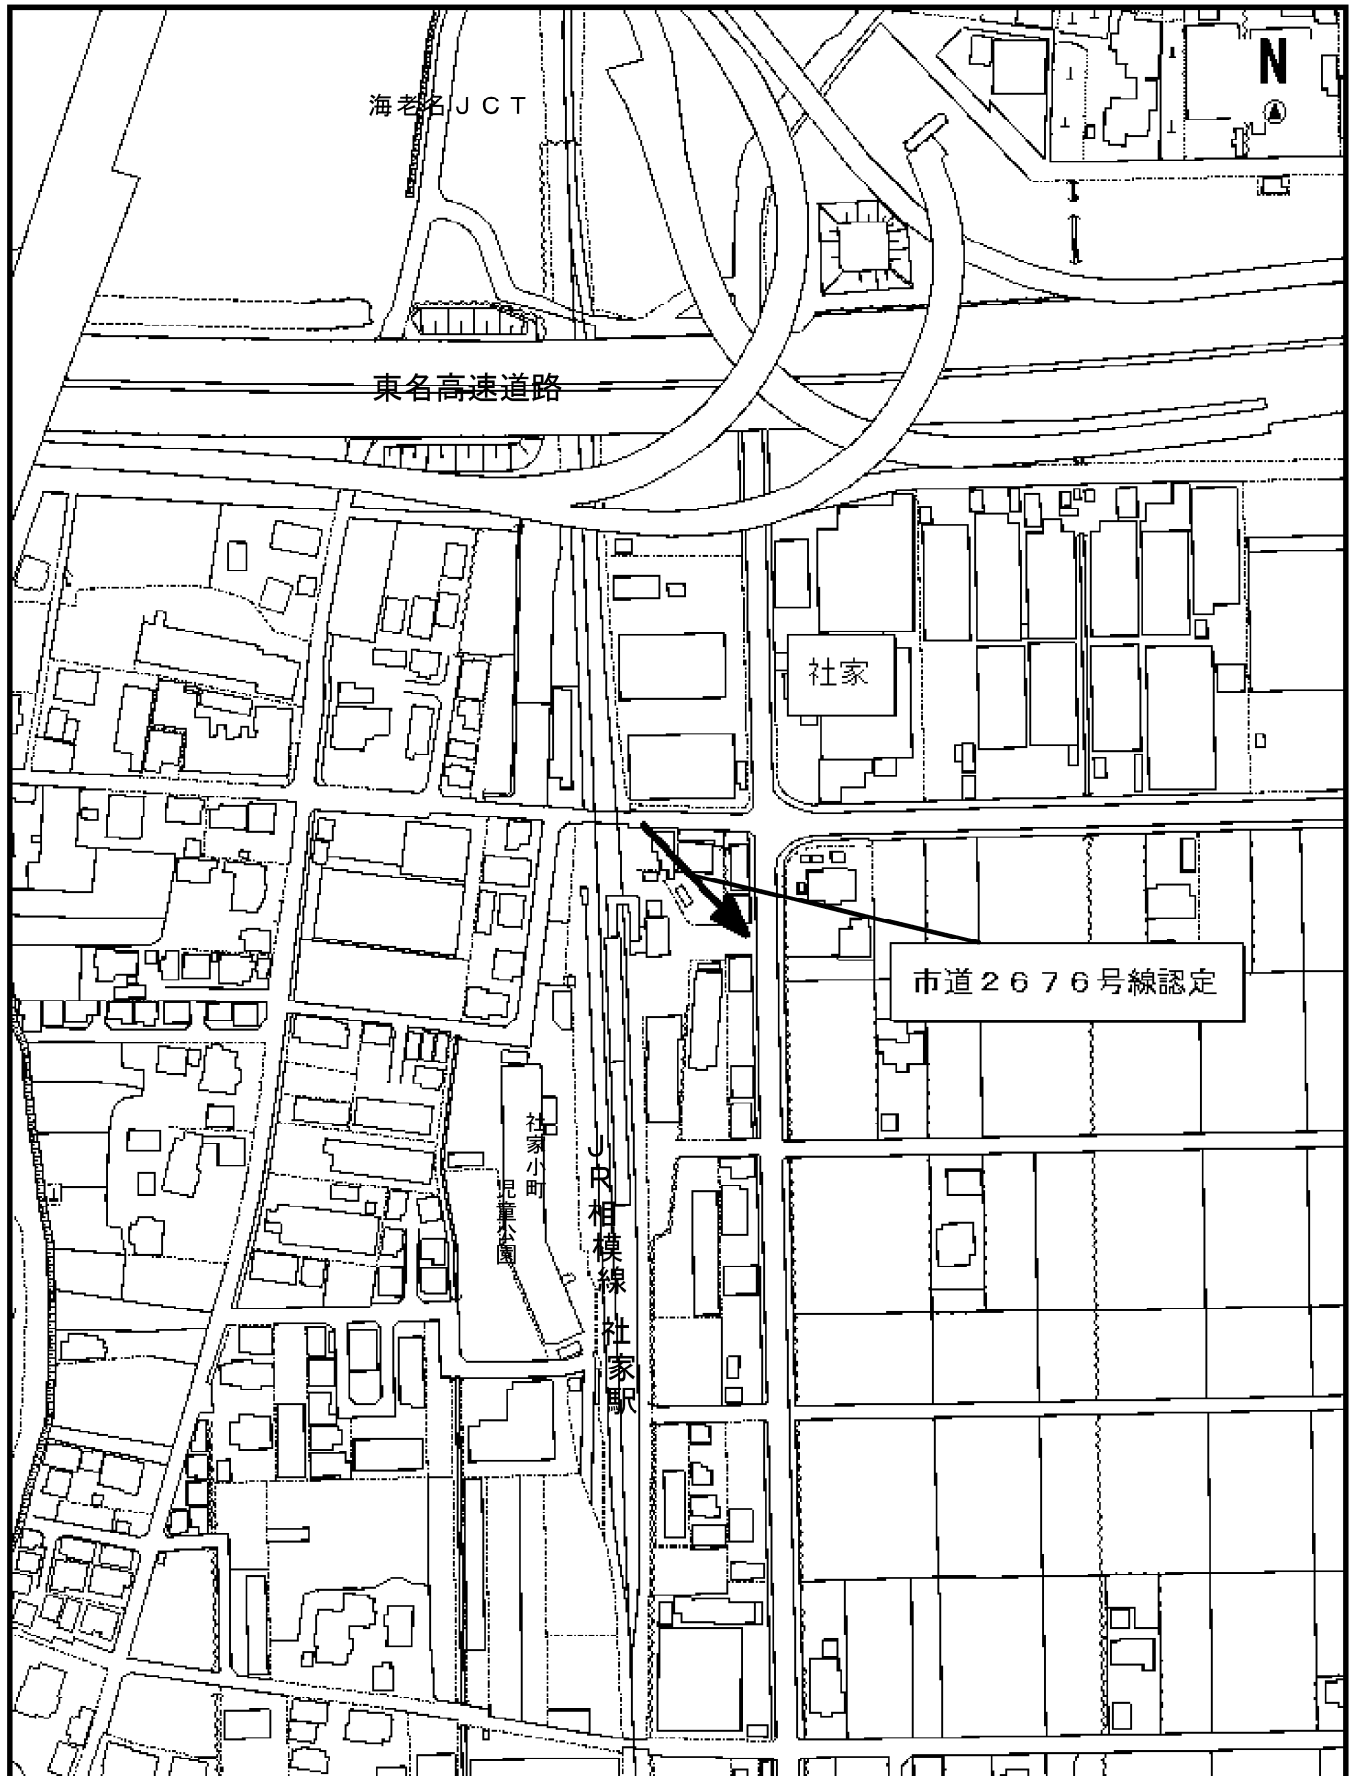 N
海老名ＪＣＴ
東名高速道路
社家
市道２６７６号線認定
社家小町
児童公園
ＪＲ相模線 社家駅